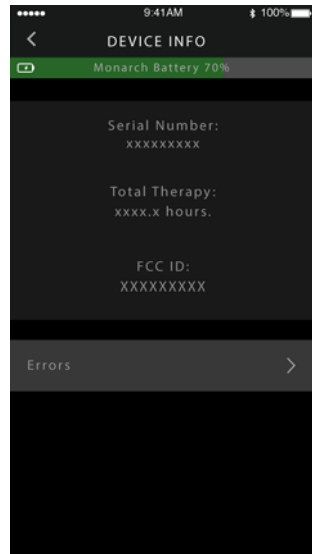 9:41AM
100%
DEVICE INFO
Monarch Battery 70%
Serial Number:
xxxxxxxxx
Total Therapy:
xxxx.x hours.
FCC ID:
XXXXXXXXX
Errors